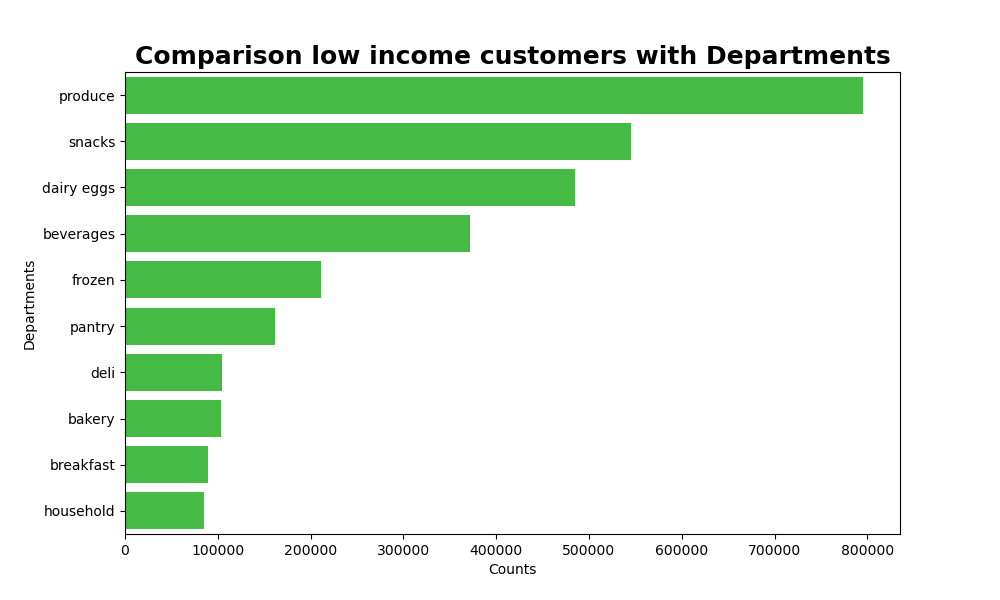 Comparison low income customers with Departments
produce
snacks
dairy eggs
beverages
frozen
pantry
deli
bakery
breakfast
household
Departments
0 100000 200000 300000 400000 500000 600000 700000 800000
Counts